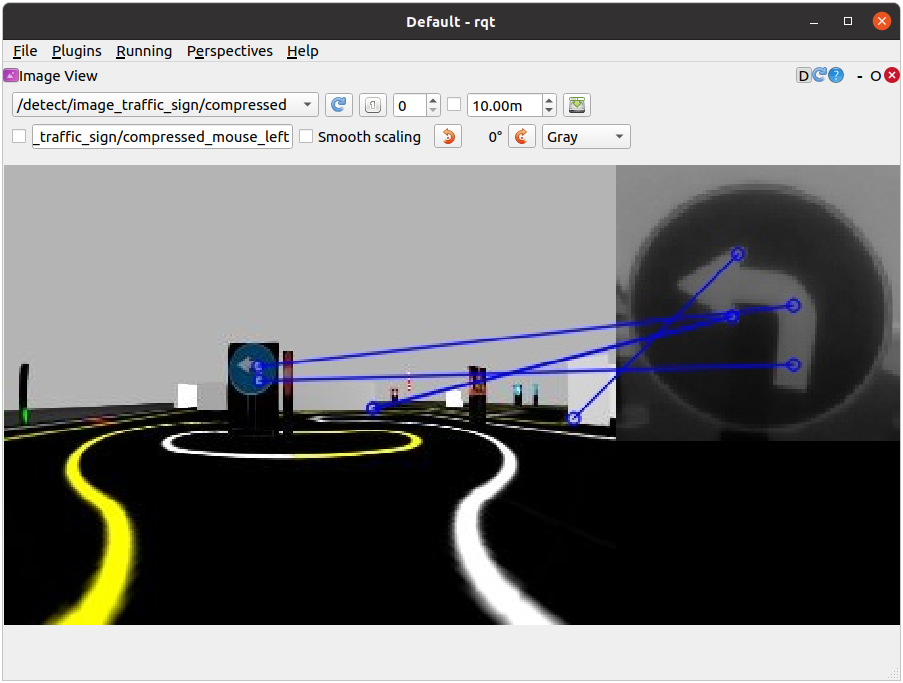 Default - rqt
File Plugins Running Perspectives Help
Image View D ? - O
/detect/image_traffic_sign/compressed 0 10.00m
_traffic_sign/compressed_mouse_left Smooth scaling 0° Gray